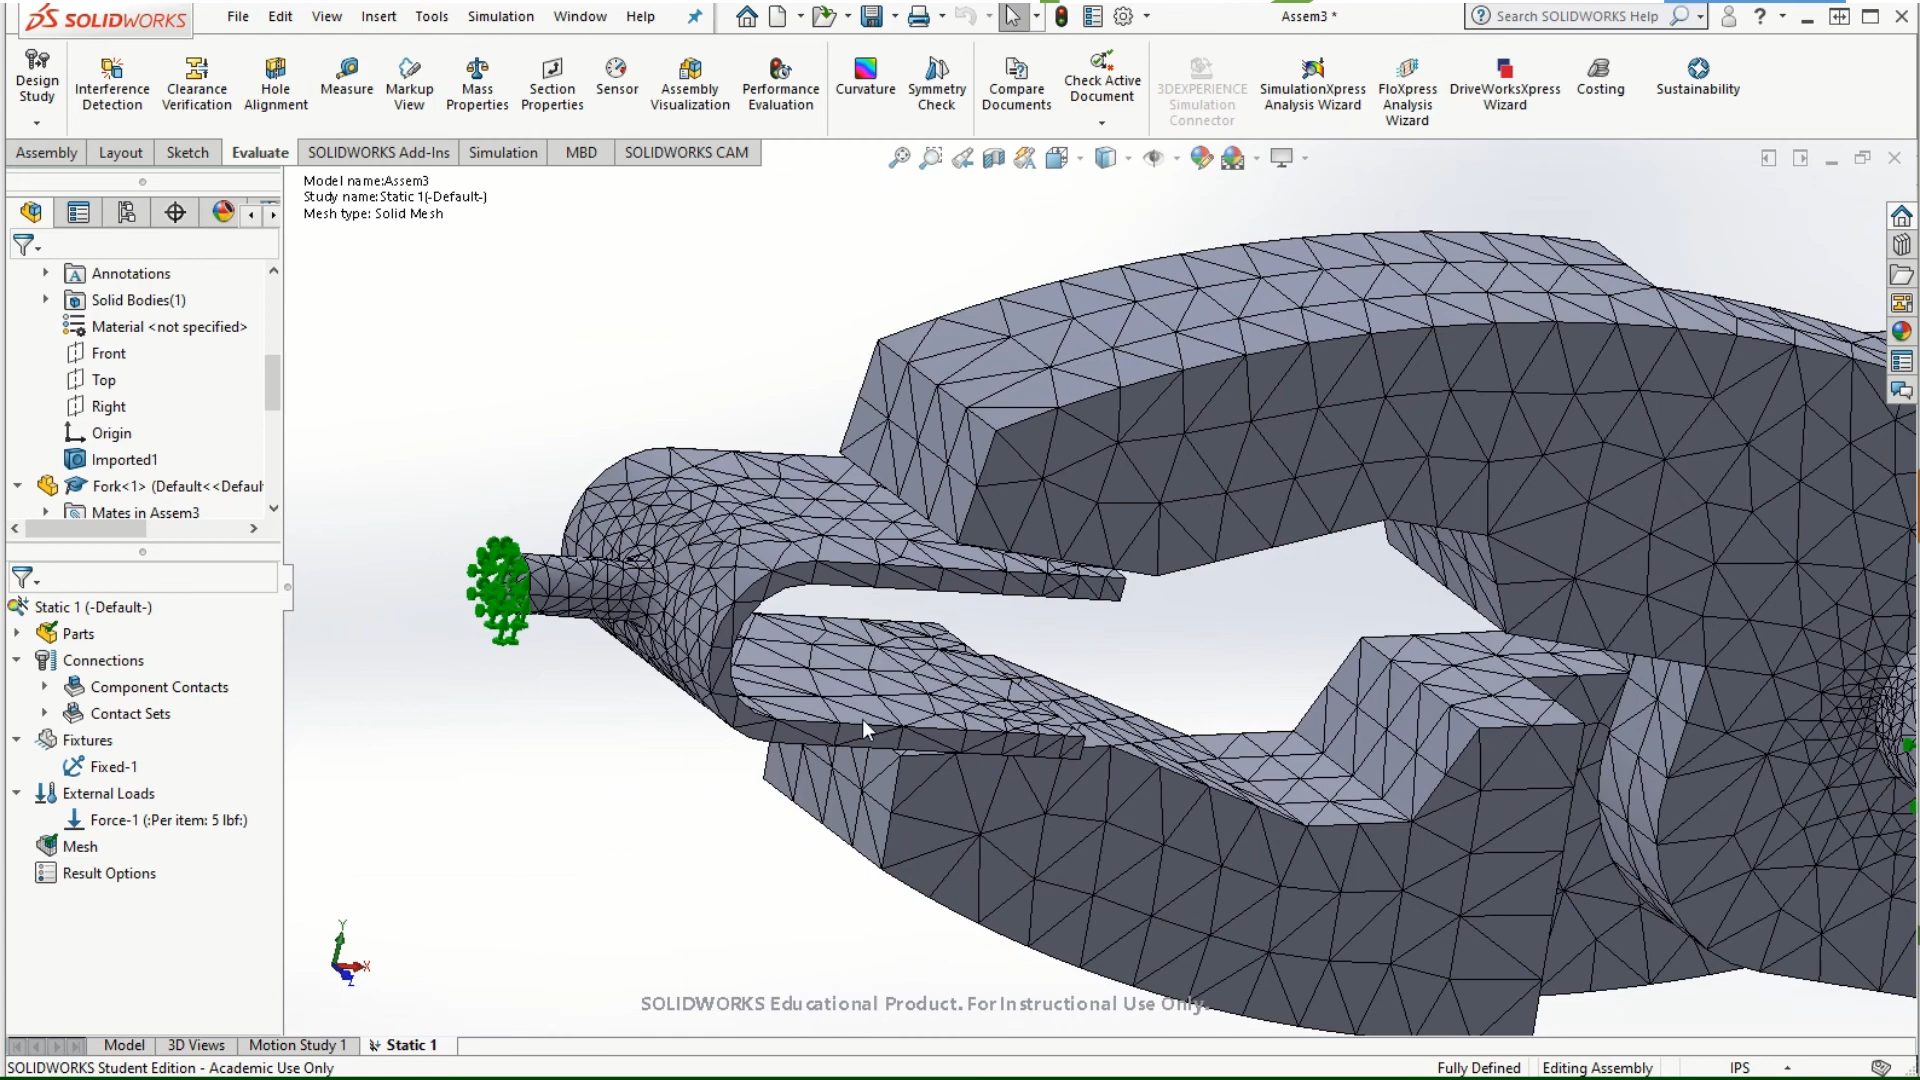 SOLIDWORKS
File Edit View Insert Tools Simulation Window Help
Assem3 *
Search SOLIDWORKS Help
Design Study
Interference Detection
Clearance Verification
Hole Alignment
Measure
Markup View
Mass Properties
Section Properties
Sensor
Assembly Visualization
Performance Evaluation
Curvature
Symmetry Check
Compare Documents
Check Active Document
3DEXPERIENCE Simulation Connector
SimulationXpress Analysis Wizard
FloXpress Analysis Wizard
DriveWorksXpress Wizard
Costing
Sustainability
Assembly Layout Sketch Evaluate SOLIDWORKS Add-Ins Simulation MBD SOLIDWORKS CAM
Model name:Assem3
Study name:Static 1(-Default-)
Mesh type: Solid Mesh
Annotations
Solid Bodies(1)
Material <not specified>
Front
Top
Right
Origin
Imported1
Fork<1> (Default<<Defaul
Mates in Assem3
Static 1 (-Default-)
Parts
Connections
Component Contacts
Contact Sets
Fixtures
Fixed-1
External Loads
Force-1 (:Per item: 5 lbf:)
Mesh
Result Options
Y
X
Z
SOLIDWORKS Educational Product. For Instructional Use Only.
Model 3D Views Motion Study 1 Static 1
SOLIDWORKS Student Edition - Academic Use Only
Fully Defined Editing Assembly IPS